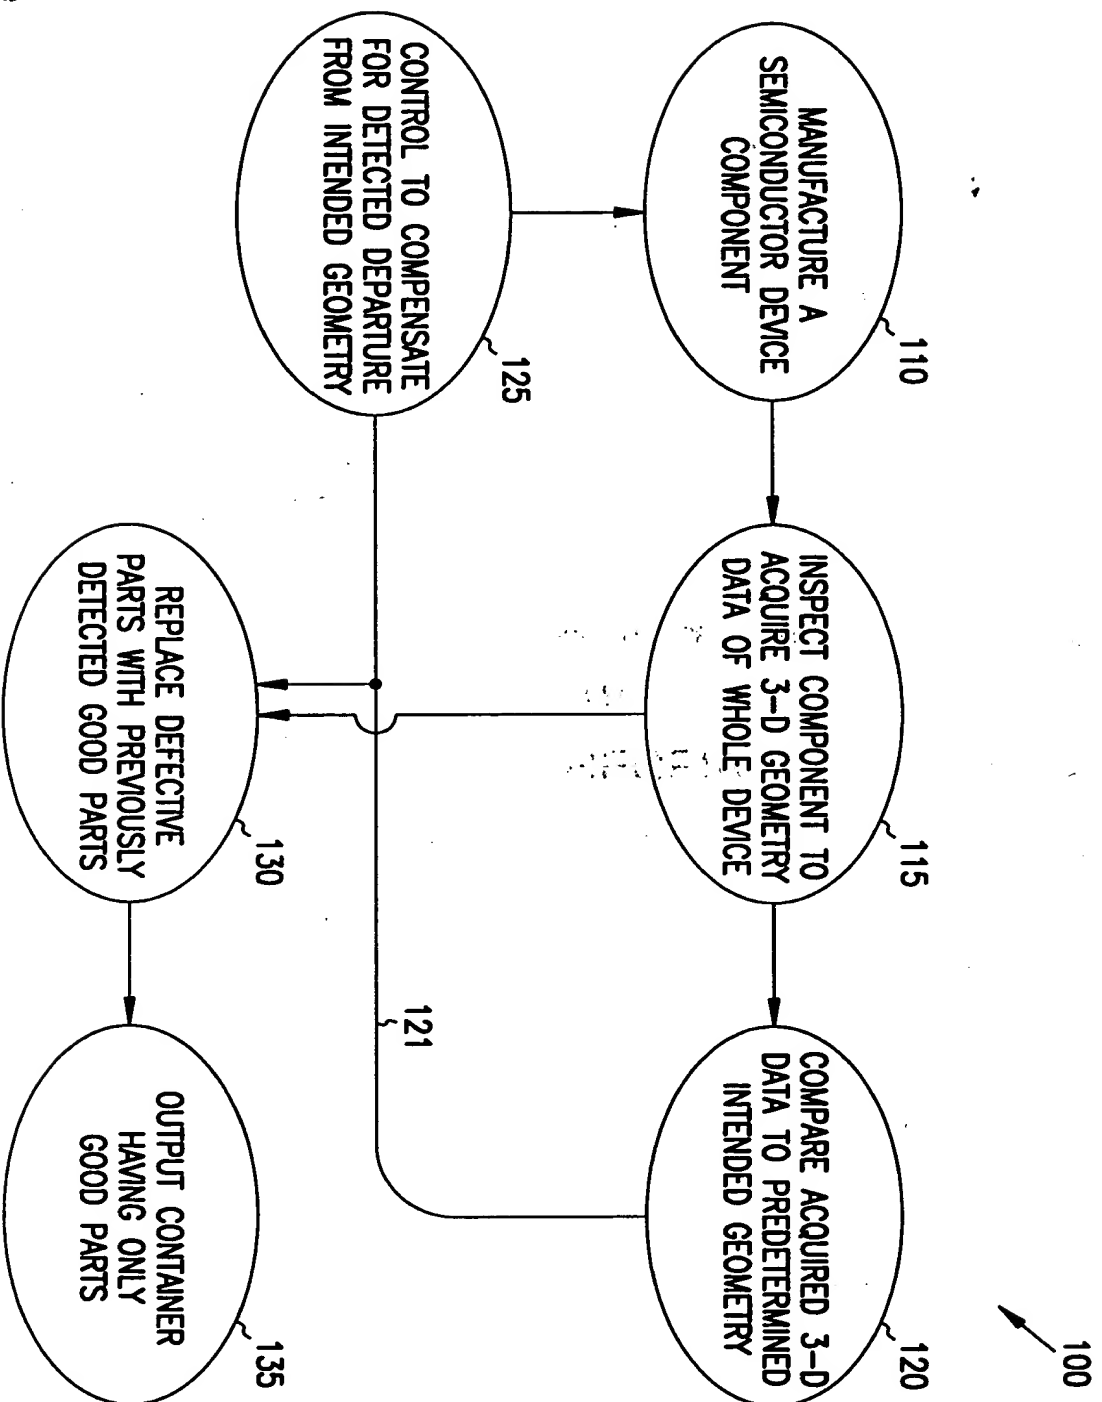 100
MANUFACTURE A
SEMICONDUCTOR DEVICE
COMPONENT
110
INSPECT COMPONENT TO
ACQUIRE 3-D GEOMETRY
DATA OF WHOLE DEVICE
115
COMPARE ACQUIRED 3-D
DATA TO PREDETERMINED
INTENDED GEOMETRY
120
CONTROL TO COMPENSATE
FOR DETECTED DEPARTURE
FROM INTENDED GEOMETRY
125
121
REPLACE DEFECTIVE
PARTS WITH PREVIOUSLY
DETECTED GOOD PARTS
130
OUTPUT CONTAINER
HAVING ONLY
GOOD PARTS
135